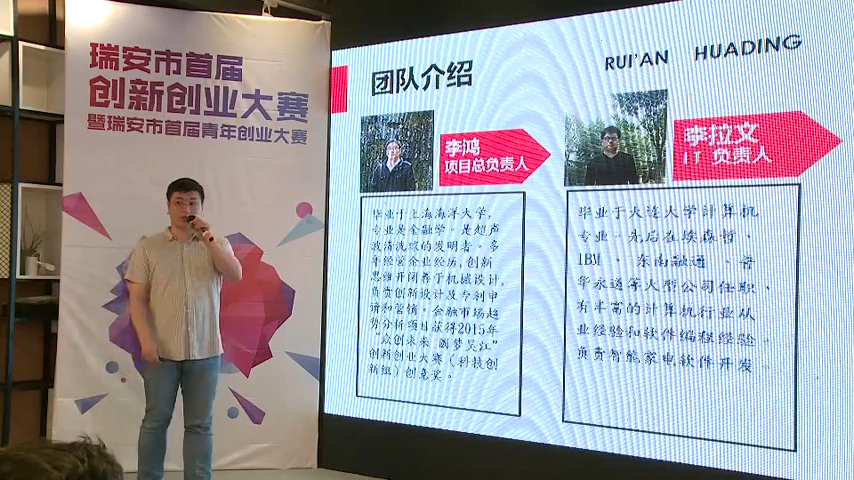 瑞安市首届
创新创业大赛
暨瑞安市首届青年创业大赛
团队介绍
RUI'AN HUADING
李鸿
项目总负责人
毕业于上海海洋大学，
专业是金融学。是超声
波清洗球的发明者。多
年经营企业经历，创新
思维开阔善于机械设计，
负责创新设计及专利申
请和营销。金融市场趋
势分析项目获得2015年
“众创未来 圆梦吴江”
创新创业大赛（科技创
新组）创意奖。
李拉文
IT 负责人
毕业于大连大学计算机
专业。先后在埃森哲、
IBM 、东南融通 、普
华永道等大型公司任职、
有丰富的计算机行业从
业经验和软件编程经验。
负责智能家电软件开发。